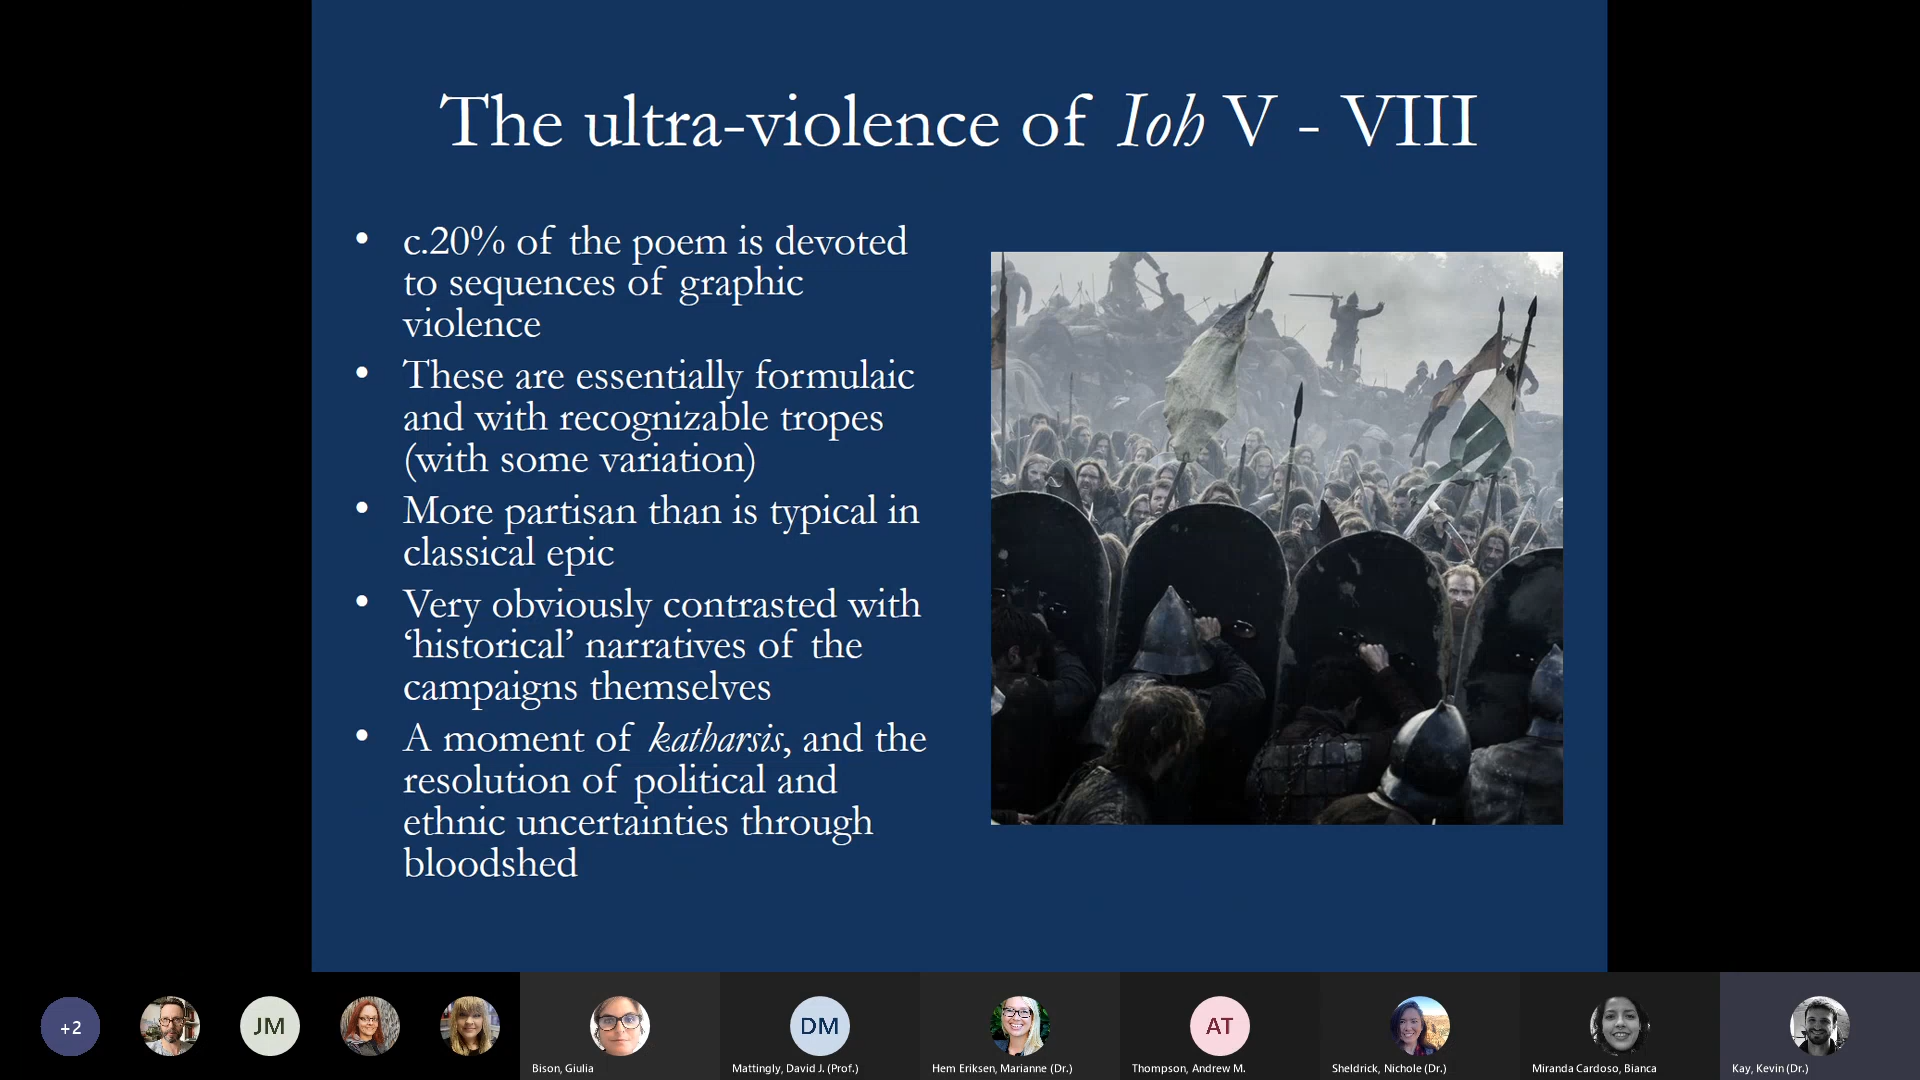 The ultra-violence of Ioh V - VIII
• c.20% of the poem is devoted
to sequences of graphic
violence
• These are essentially formulaic
and with recognizable tropes
(with some variation)
• More partisan than is typical in
classical epic
• Very obviously contrasted with
‘historical’ narratives of the
campaigns themselves
• A moment of katharsis, and the
resolution of political and
ethnic uncertainties through
bloodshed
+2
JM
DM
AT
Bison, Giulia
Mattingly, David J. (Prof.)
Hem Eriksen, Marianne (Dr.)
Thompson, Andrew M.
Sheldrick, Nichole (Dr.)
Miranda Cardoso, Bianca
Kay, Kevin (Dr.)